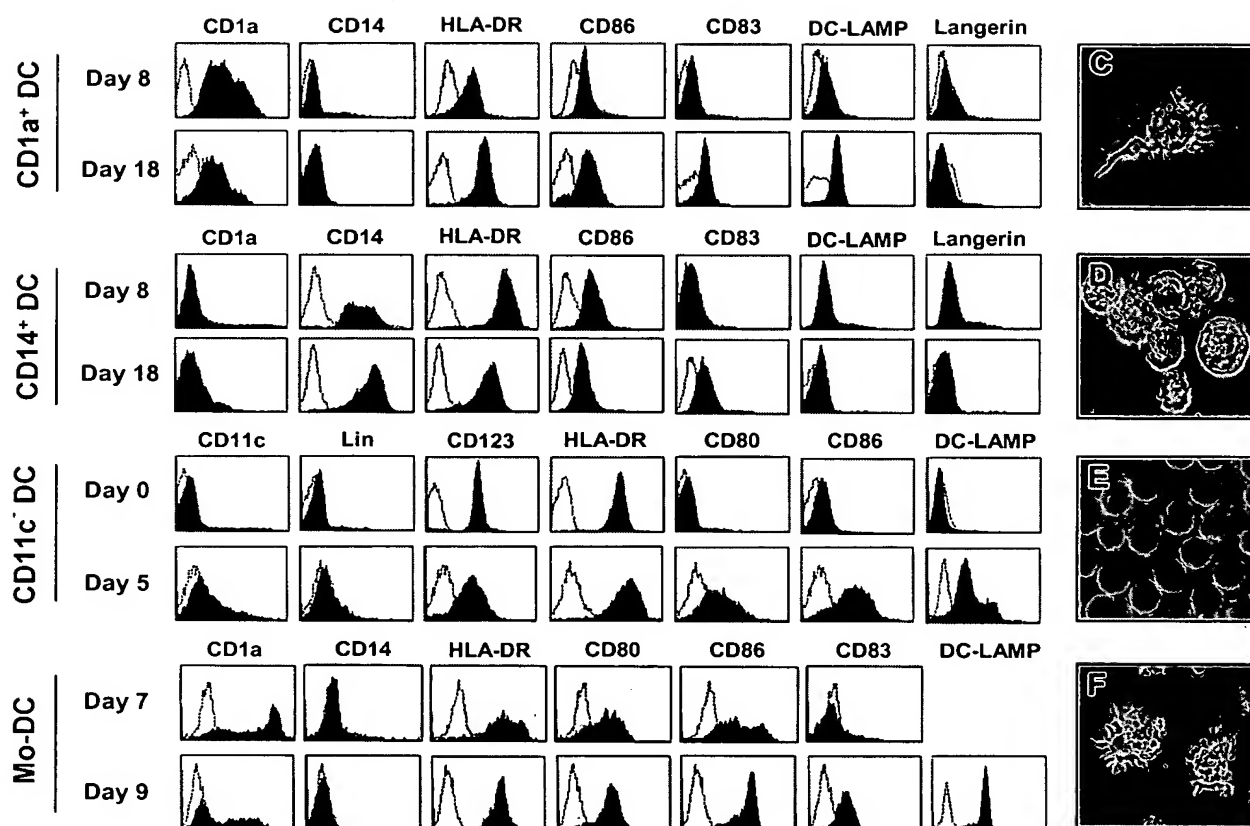 CD1a CD14 HLA-DR CD86 CD83 DC-LAMP Langerin
CD1a⁺ DC
Day 8
C
Day 18
CD1a CD14 HLA-DR CD86 CD83 DC-LAMP Langerin
CD14⁺ DC
Day 8
D
Day 18
CD11c Lin CD123 HLA-DR CD80 CD86 DC-LAMP
CD11c⁻ DC
Day 0
E
Day 5
CD1a CD14 HLA-DR CD80 CD86 CD83 DC-LAMP
Mo-DC
Day 7
F
Day 9